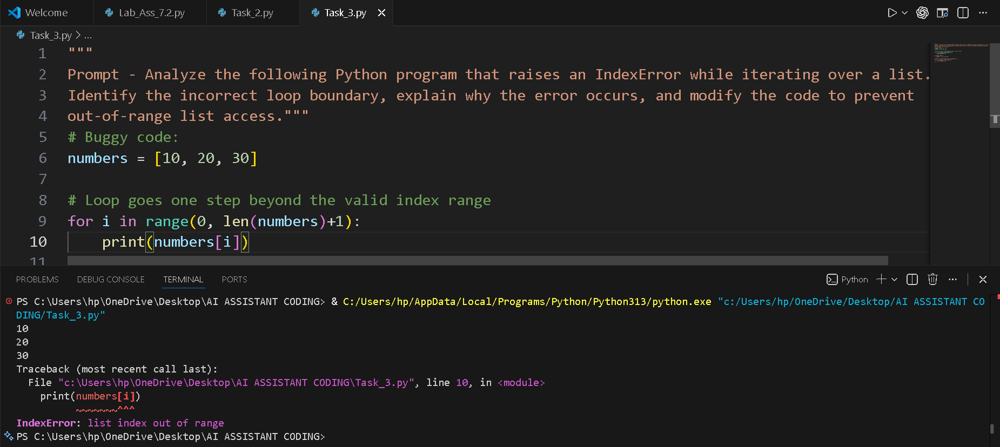 Welcome
Lab_Ass_7.2.py
Task_2.py
Task_3.py
Task_3.py > ...
1 """
2 Prompt - Analyze the following Python program that raises an IndexError while iterating over a list.
3 Identify the incorrect loop boundary, explain why the error occurs, and modify the code to prevent
4 out-of-range list access."""
5 # Buggy code:
6 numbers = [10, 20, 30]
7
8 # Loop goes one step beyond the valid index range
9 for i in range(0, len(numbers)+1):
10     print(numbers[i])
11
PROBLEMS DEBUG CONSOLE TERMINAL PORTS
Python
PS C:\Users\hp\OneDrive\Desktop\AI ASSISTANT CODING> & C:/Users/hp/AppData/Local/Programs/Python/Python313/python.exe "c:/Users/hp/OneDrive/Desktop/AI ASSISTANT CO
DING/Task_3.py"
10
20
30
Traceback (most recent call last):
  File "c:\Users\hp\OneDrive\Desktop\AI ASSISTANT CODING\Task_3.py", line 10, in <module>
    print(numbers[i])
          ~~~~~~~^^^
IndexError: list index out of range
PS C:\Users\hp\OneDrive\Desktop\AI ASSISTANT CODING>